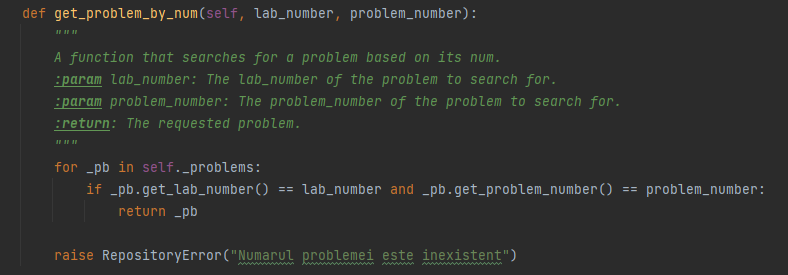 def get_problem_by_num(self, lab_number, problem_number):
"""
A function that searches for a problem based on its num.
:param lab_number: The lab_number of the problem to search for.
:param problem_number: The problem_number of the problem to search for.
:return: The requested problem.
"""
for _pb in self._problems:
if _pb.get_lab_number() == lab_number and _pb.get_problem_number() == problem_number:
return _pb
raise RepositoryError("Numarul problemei este inexistent")